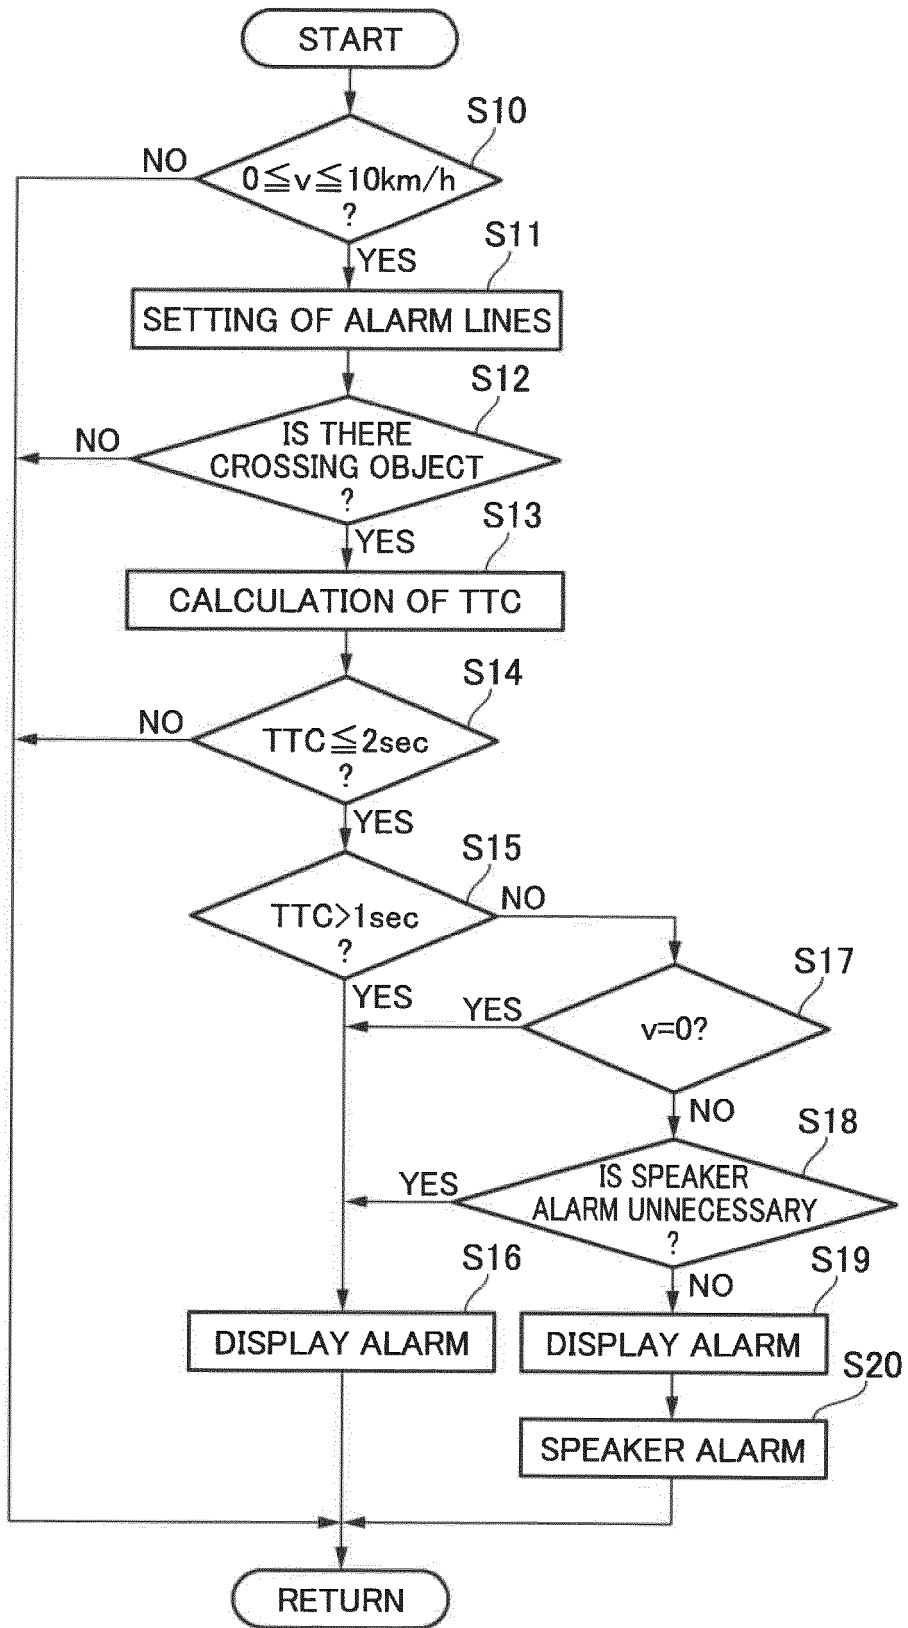 START
S10
NO
0≦v≦10km/h
?
YES
S11
SETTING OF ALARM LINES
S12
NO
IS THERE
CROSSING OBJECT
?
YES
S13
CALCULATION OF TTC
S14
NO
TTC≦2sec
?
YES
S15
NO
TTC>1sec
?
YES
S17
YES
v=0?
NO
S18
YES
IS SPEAKER
ALARM UNNECESSARY
?
NO
S16
S19
DISPLAY ALARM
DISPLAY ALARM
S20
SPEAKER ALARM
RETURN